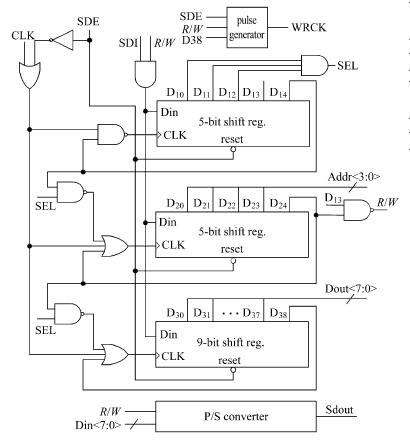 SDE
R/W
D38
pulse
generator
WRCK
CLK
SDE
SDI R/W
SEL
D10 D11 D12 D13 D14
Din
5-bit shift reg.
CLK
reset
SEL
Addr<3:0>
D20 D21 D22 D23 D24
D13
R/W
Din
5-bit shift reg.
CLK
reset
SEL
Dout<7:0>
D30 D31 ··· D37 D38
Din
9-bit shift reg.
CLK
reset
R/W
Din<7:0>
P/S converter
Sdout